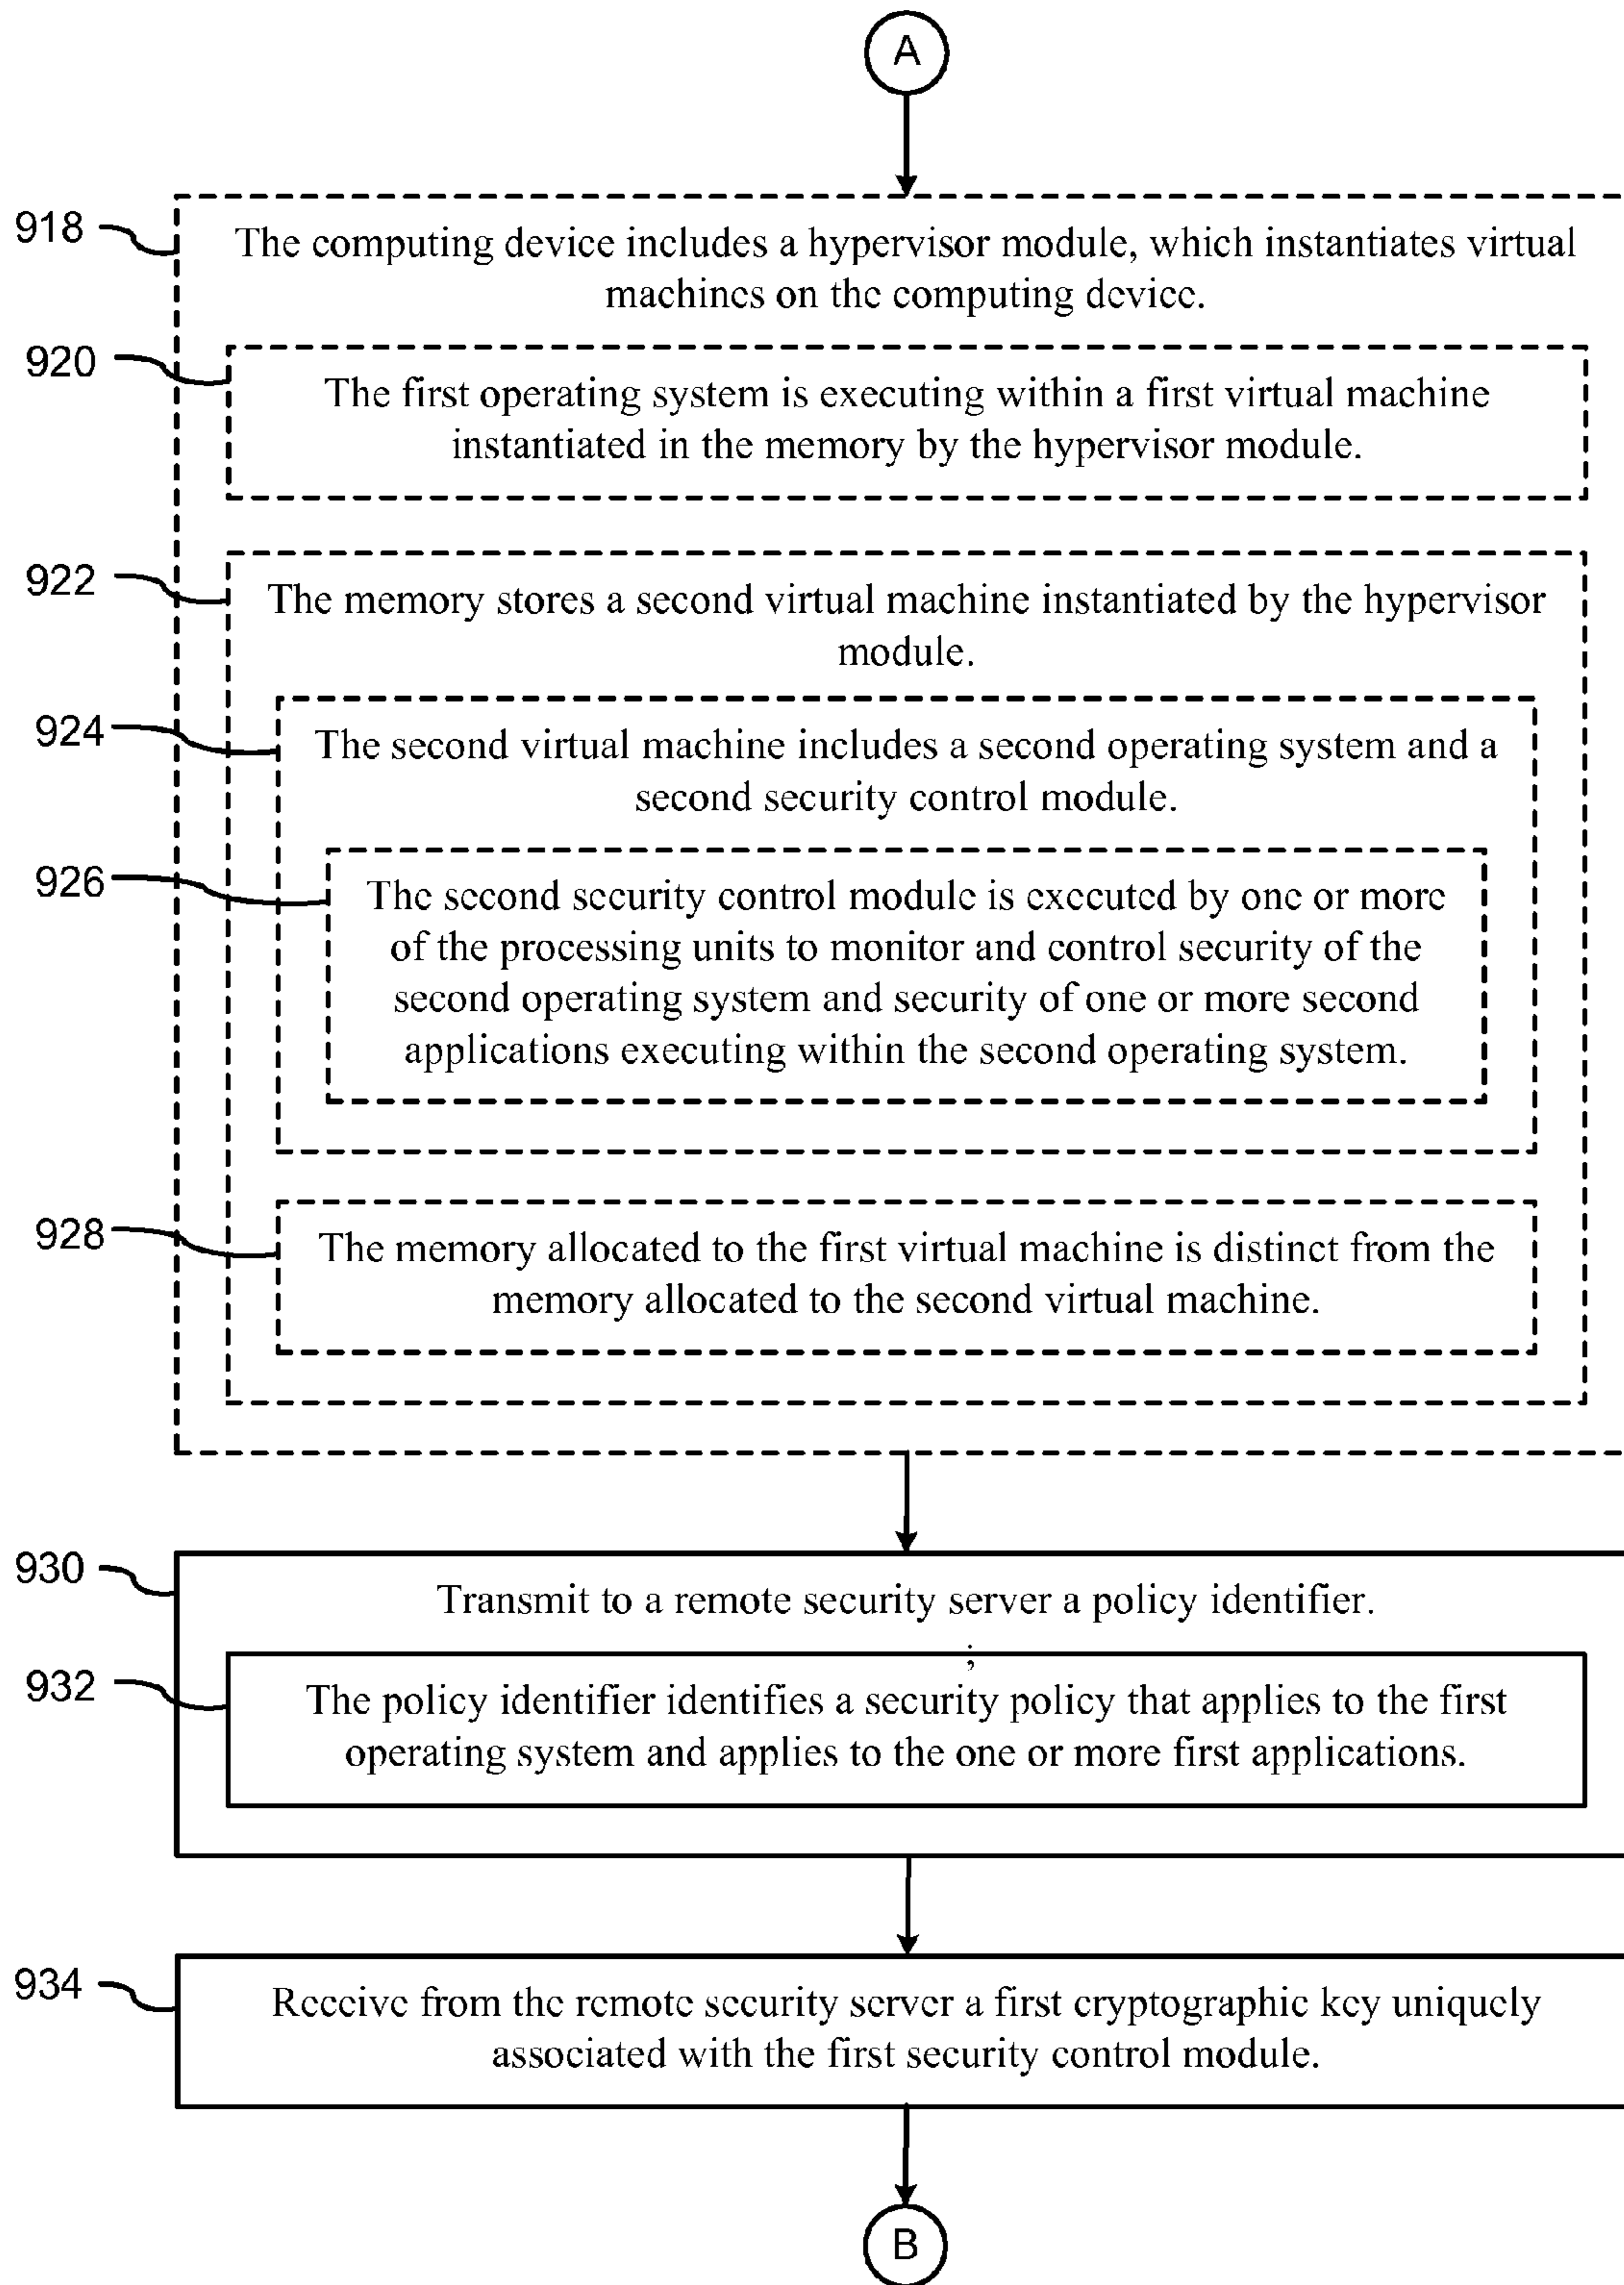 A
918
The computing device includes a hypervisor module, which instantiates virtual
machines on the computing device.
920
The first operating system is executing within a first virtual machine
instantiated in the memory by the hypervisor module.
922
The memory stores a second virtual machine instantiated by the hypervisor
module.
924
The second virtual machine includes a second operating system and a
second security control module.
926
The second security control module is executed by one or more
of the processing units to monitor and control security of the
second operating system and security of one or more second
applications executing within the second operating system.
928
The memory allocated to the first virtual machine is distinct from the
memory allocated to the second virtual machine.
930
Transmit to a remote security server a policy identifier.
;
932
The policy identifier identifies a security policy that applies to the first
operating system and applies to the one or more first applications.
934
Receive from the remote security server a first cryptographic key uniquely
associated with the first security control module.
B